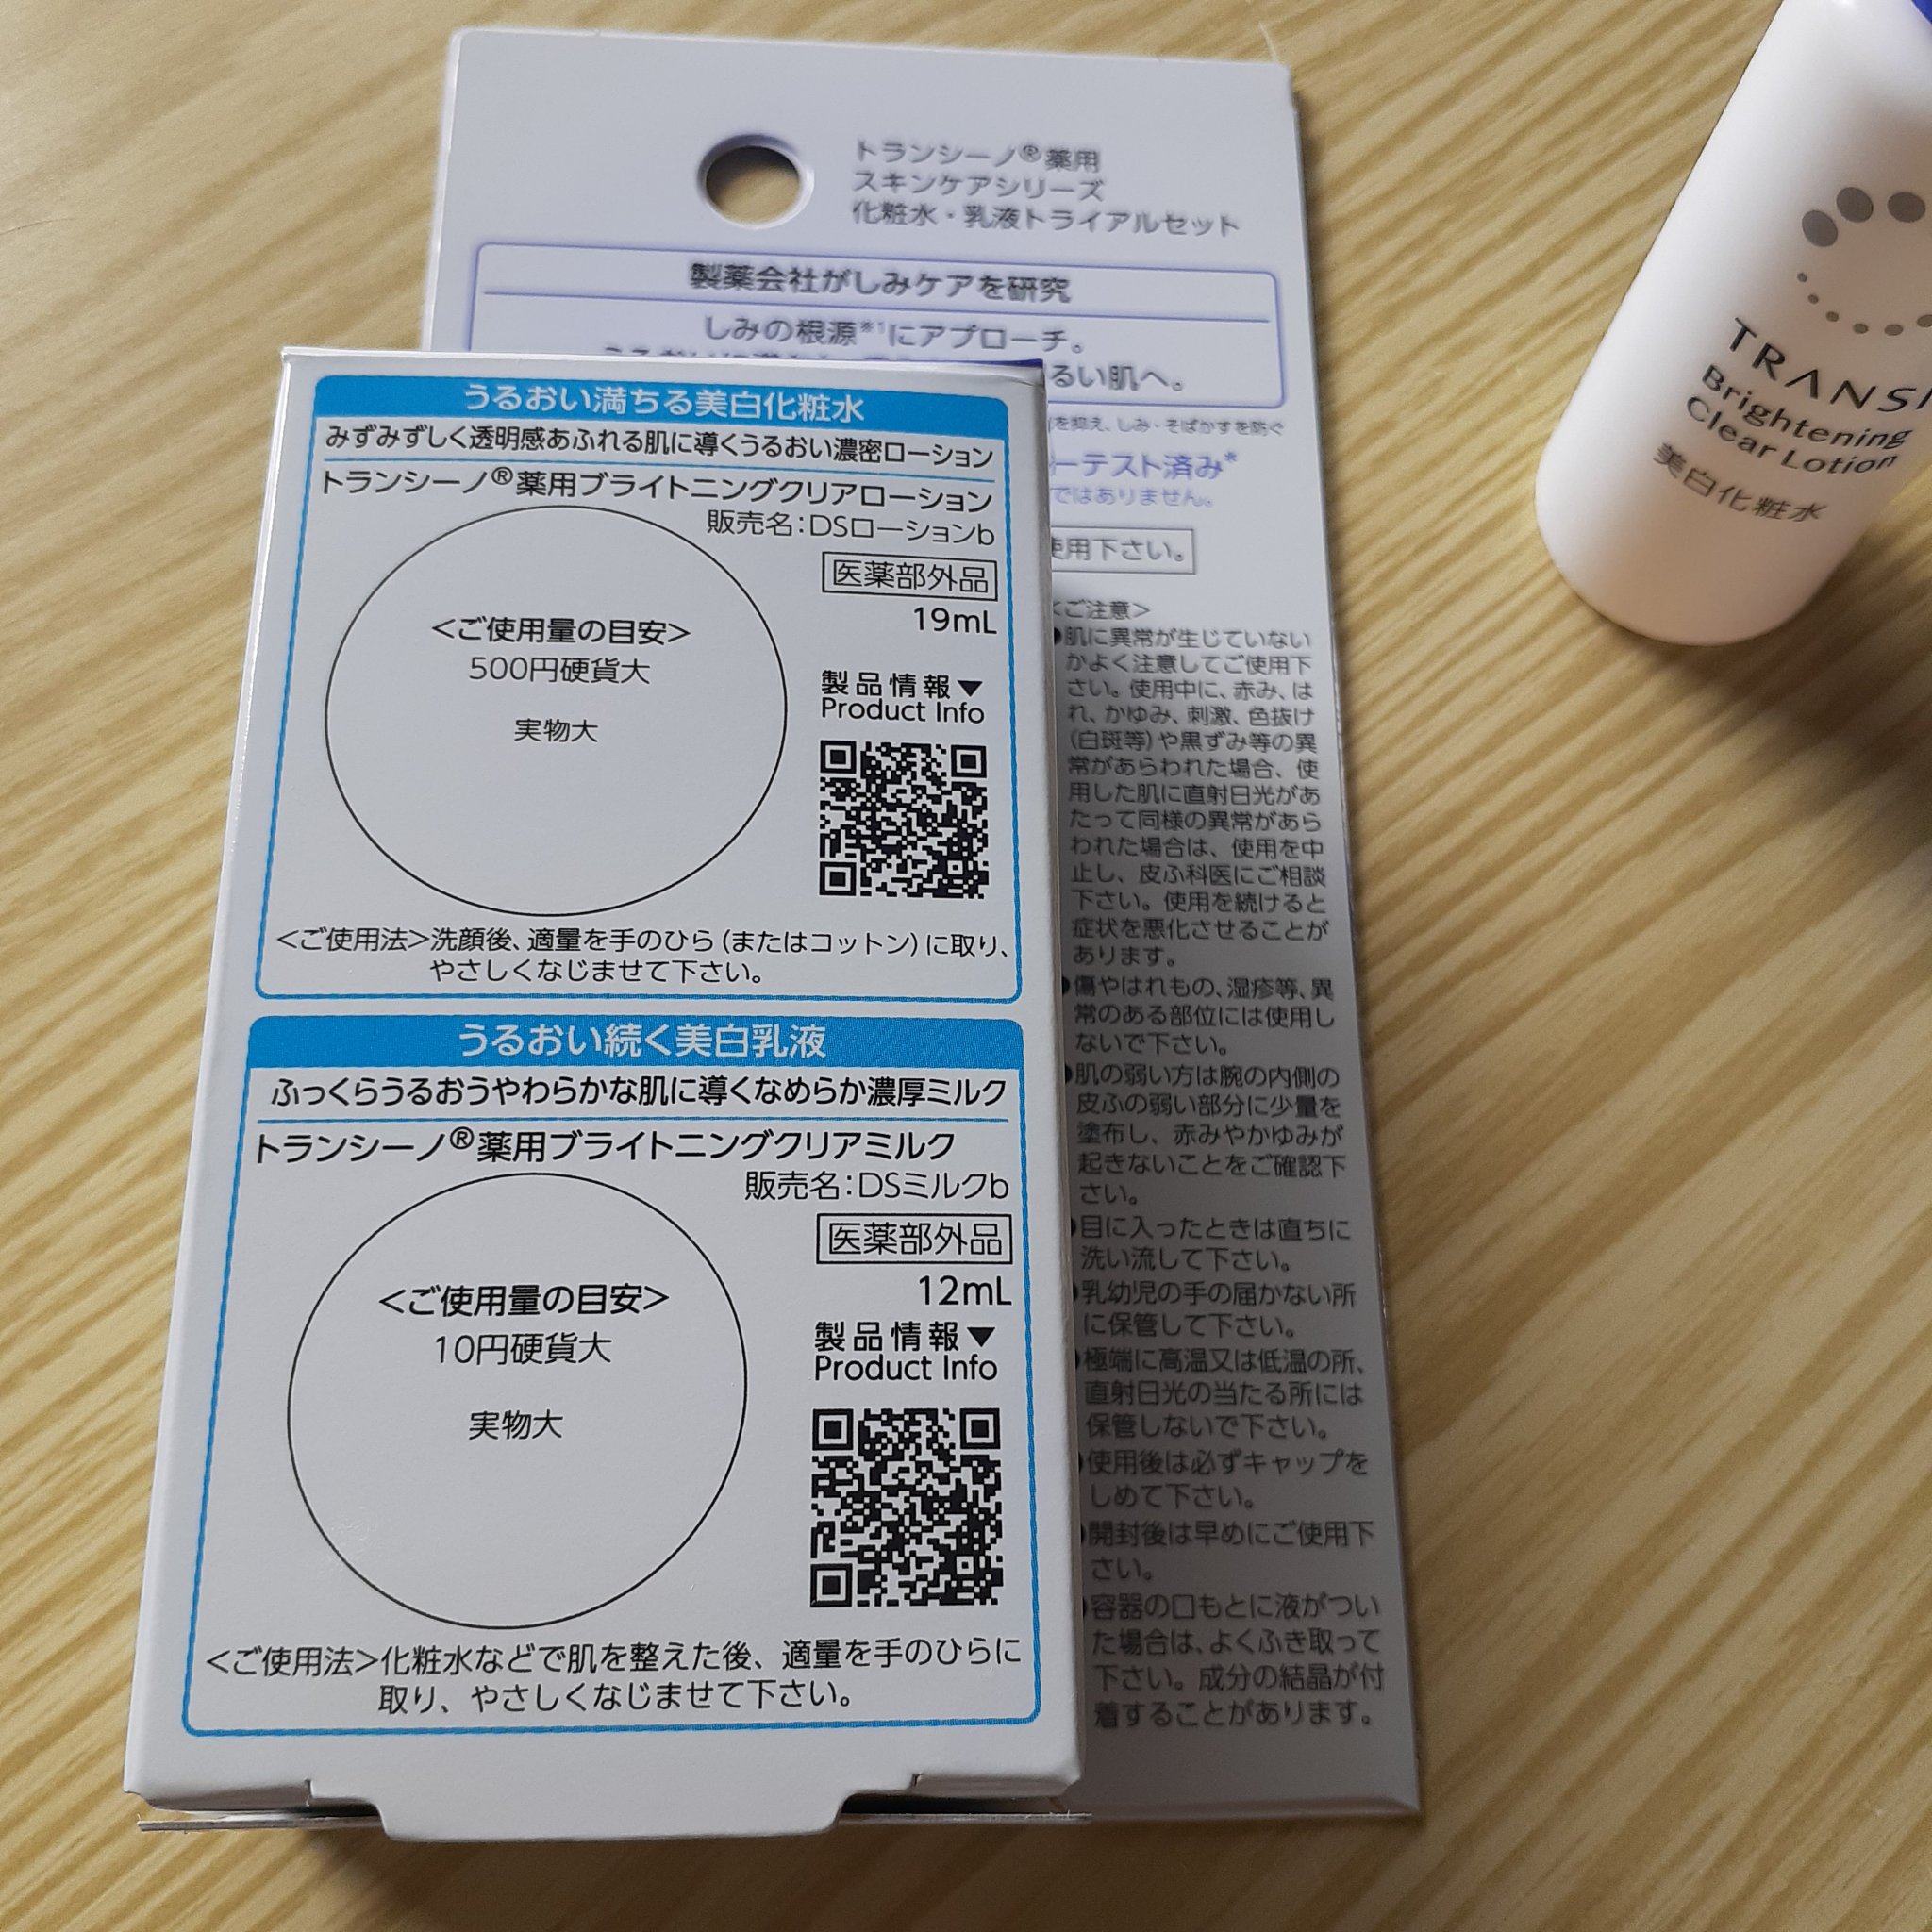 トランシーノ®薬用
スキンケアシリーズ
化粧水・乳液トライアルセット
製薬会社がしみケアを研究
しみの根源※1にアプローチ。
るい肌へ。
を抑え、しみ・そばかすを防ぐ
ーテスト済み*
ではありません。
使用下さい。
<ご注意>
●肌に異常が生じていない
かよく注意してご使用下
さい。使用中に、赤み、は
れ、かゆみ、刺激、色抜け
(白斑等)や黒ずみ等の異
常があらわれた場合、使
用した肌に直射日光があ
たって同様の異常があら
われた場合は、使用を中
止し、皮ふ科医にご相談
下さい。使用を続けると
症状を悪化させることが
あります。
●傷やはれもの、湿疹等、異
常のある部位には使用し
ないで下さい。
●肌の弱い方は腕の内側の
皮ふの弱い部分に少量を
塗布し、赤みやかゆみが
起きないことをご確認下
さい。
●目に入ったときは直ちに
洗い流して下さい。
●乳幼児の手の届かない所
に保管して下さい。
●極端に高温又は低温の所、
直射日光の当たる所には
保管しないで下さい。
●使用後は必ずキャップを
しめて下さい。
●開封後は早めにご使用下
さい。
●容器の口もとに液がつい
た場合は、よくふき取って
下さい。成分の結晶が付
着することがあります。
うるおい満ちる美白化粧水
みずみずしく透明感あふれる肌に導くうるおい濃密ローション
トランシーノ®薬用ブライトニングクリアローション
販売名:DSローションb
医薬部外品
19mL
<ご使用量の目安>
500円硬貨大
実物大
製品情報▼
Product Info
<ご使用法>洗顔後、適量を手のひら(またはコットン)に取り、
やさしくなじませて下さい。
うるおい続く美白乳液
ふっくらうるおうやわらかな肌に導くなめらか濃厚ミルク
トランシーノ®薬用ブライトニングクリアミルク
販売名:DSミルクb
医薬部外品
12mL
<ご使用量の目安>
10円硬貨大
実物大
製品情報▼
Product Info
<ご使用法>化粧水などで肌を整えた後、適量を手のひらに
取り、やさしくなじませて下さい。
TRANSI
Brightening
Clear Lotion
美白化粧水